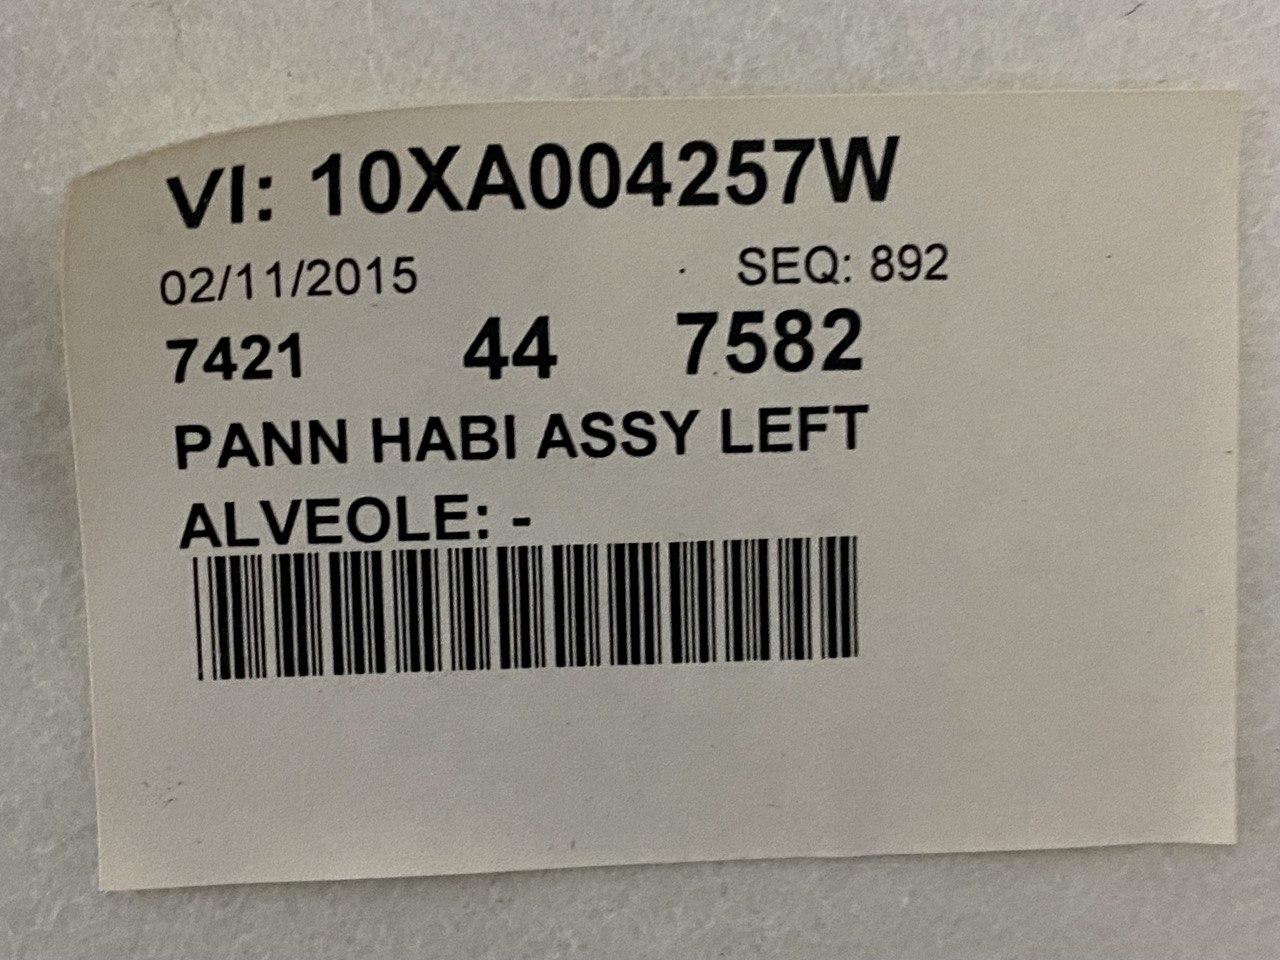 VI: 10XA004257W
02/11/2015 SEQ: 892
7421 44 7582
PANN HABI ASSY LEFT
ALVEOLE: -